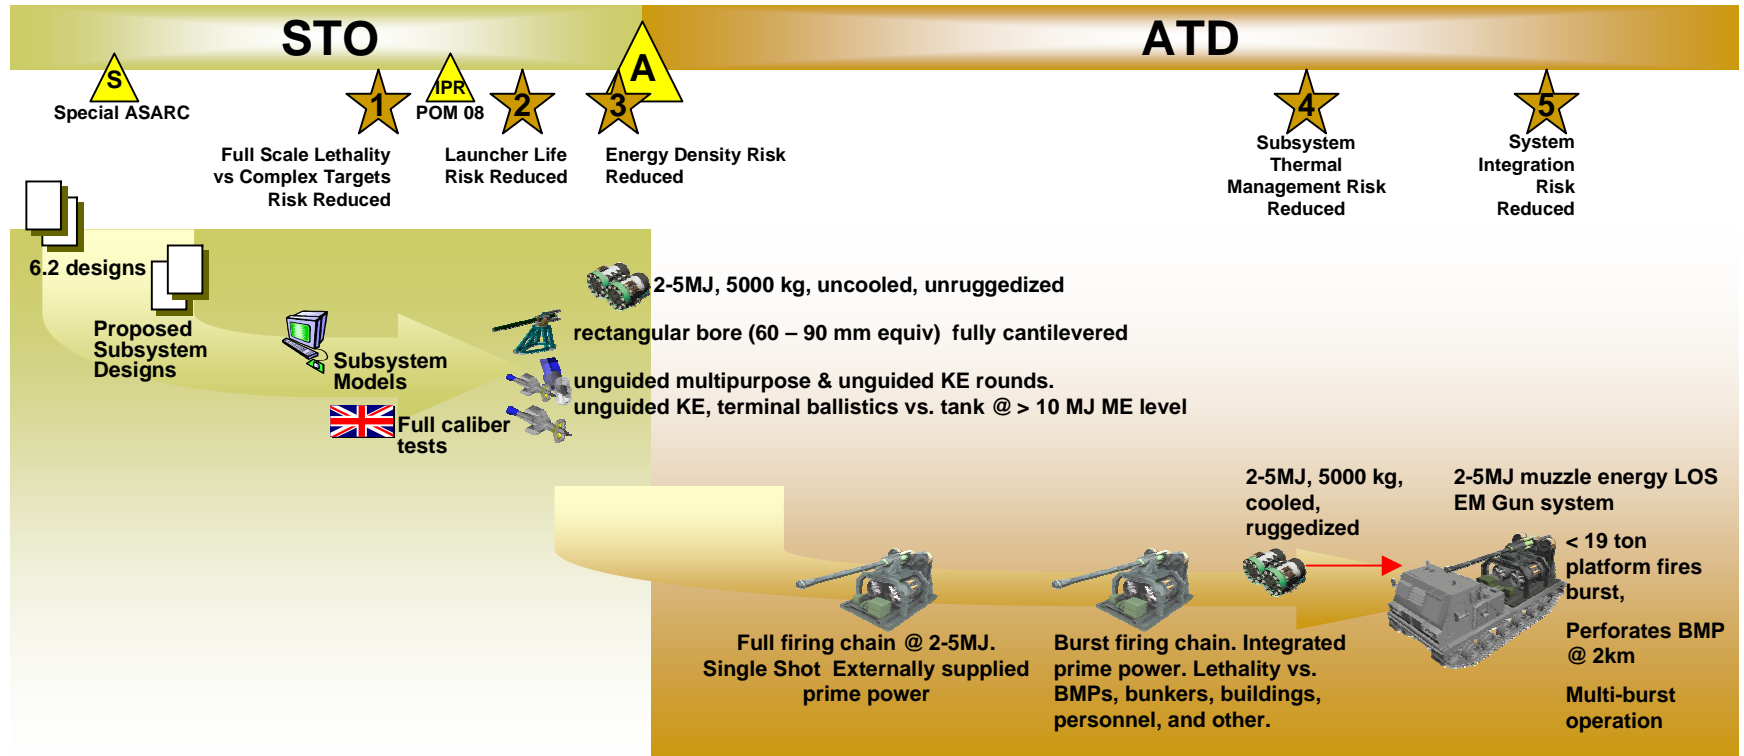 STO
ATD
S
Special ASARC
1
IPR
POM 08
2
3
A
4
5
Full Scale Lethality
vs Complex Targets
Risk Reduced
Launcher Life
Risk Reduced
Energy Density Risk
Reduced
Subsystem
Thermal
Management Risk
Reduced
System
Integration
Risk
Reduced
6.2 designs
Proposed
Subsystem
Designs
Subsystem
Models
Full caliber
tests
2-5MJ, 5000 kg, uncooled, unruggedized
rectangular bore (60 – 90 mm equiv) fully cantilevered
unguided multipurpose & unguided KE rounds.
unguided KE, terminal ballistics vs. tank @ > 10 MJ ME level
Full firing chain @ 2-5MJ.
Single Shot Externally supplied
prime power
Burst firing chain. Integrated
prime power. Lethality vs.
BMPs, bunkers, buildings,
personnel, and other.
2-5MJ, 5000 kg,
cooled,
ruggedized
2-5MJ muzzle energy LOS
EM Gun system
< 19 ton
platform fires
burst,
Perforates BMP
@ 2km
Multi-burst
operation